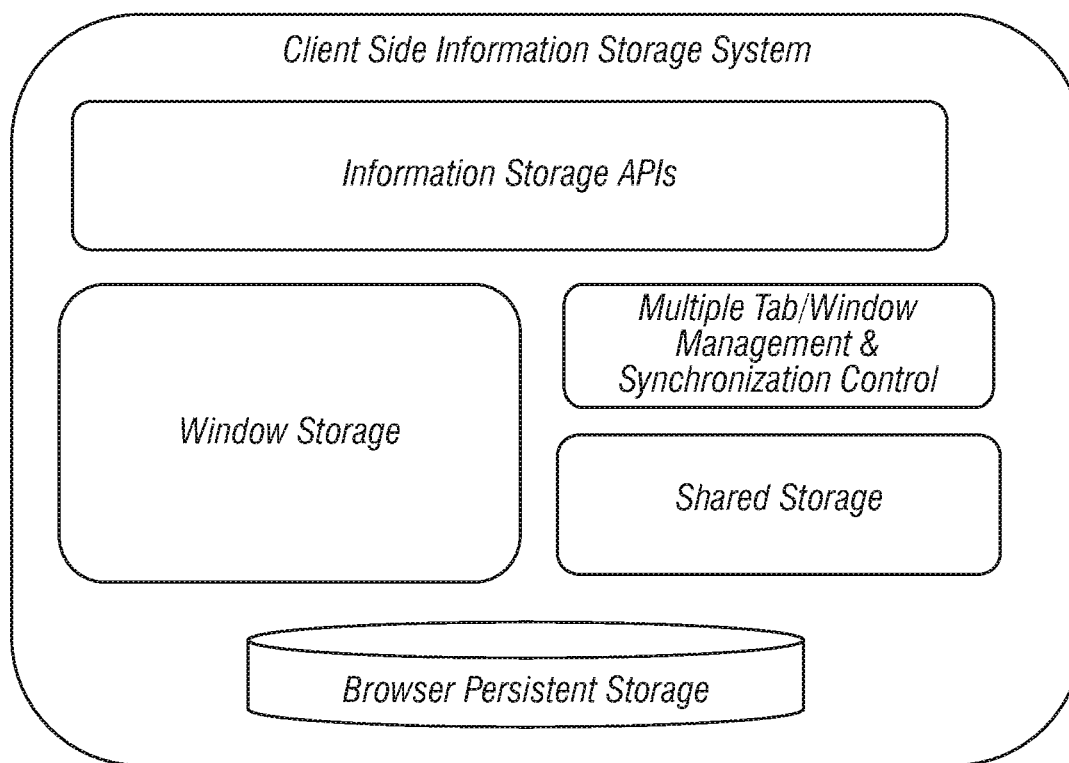 Client Side Information Storage System
Information Storage APIs
Multiple Tab/Window
Management &
Synchronization Control
Window Storage
Shared Storage
Browser Persistent Storage